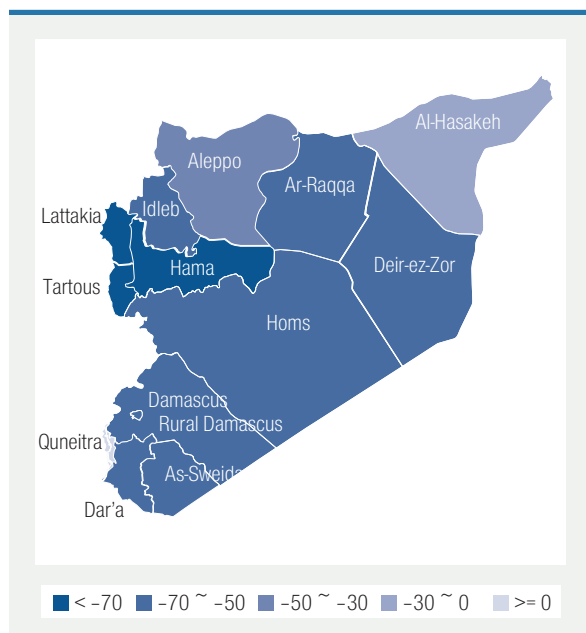 Al-Hasakeh
Aleppo
Ar-Raqqa
Idleb
Lattakia
Hama
Deir-ez-Zor
Tartous
Homs
Damascus
Rural Damascus
Quneitra
As-Sweida
Dar'a
< -70
-70 ~ -50
-50 ~ -30
-30 ~ 0
>= 0